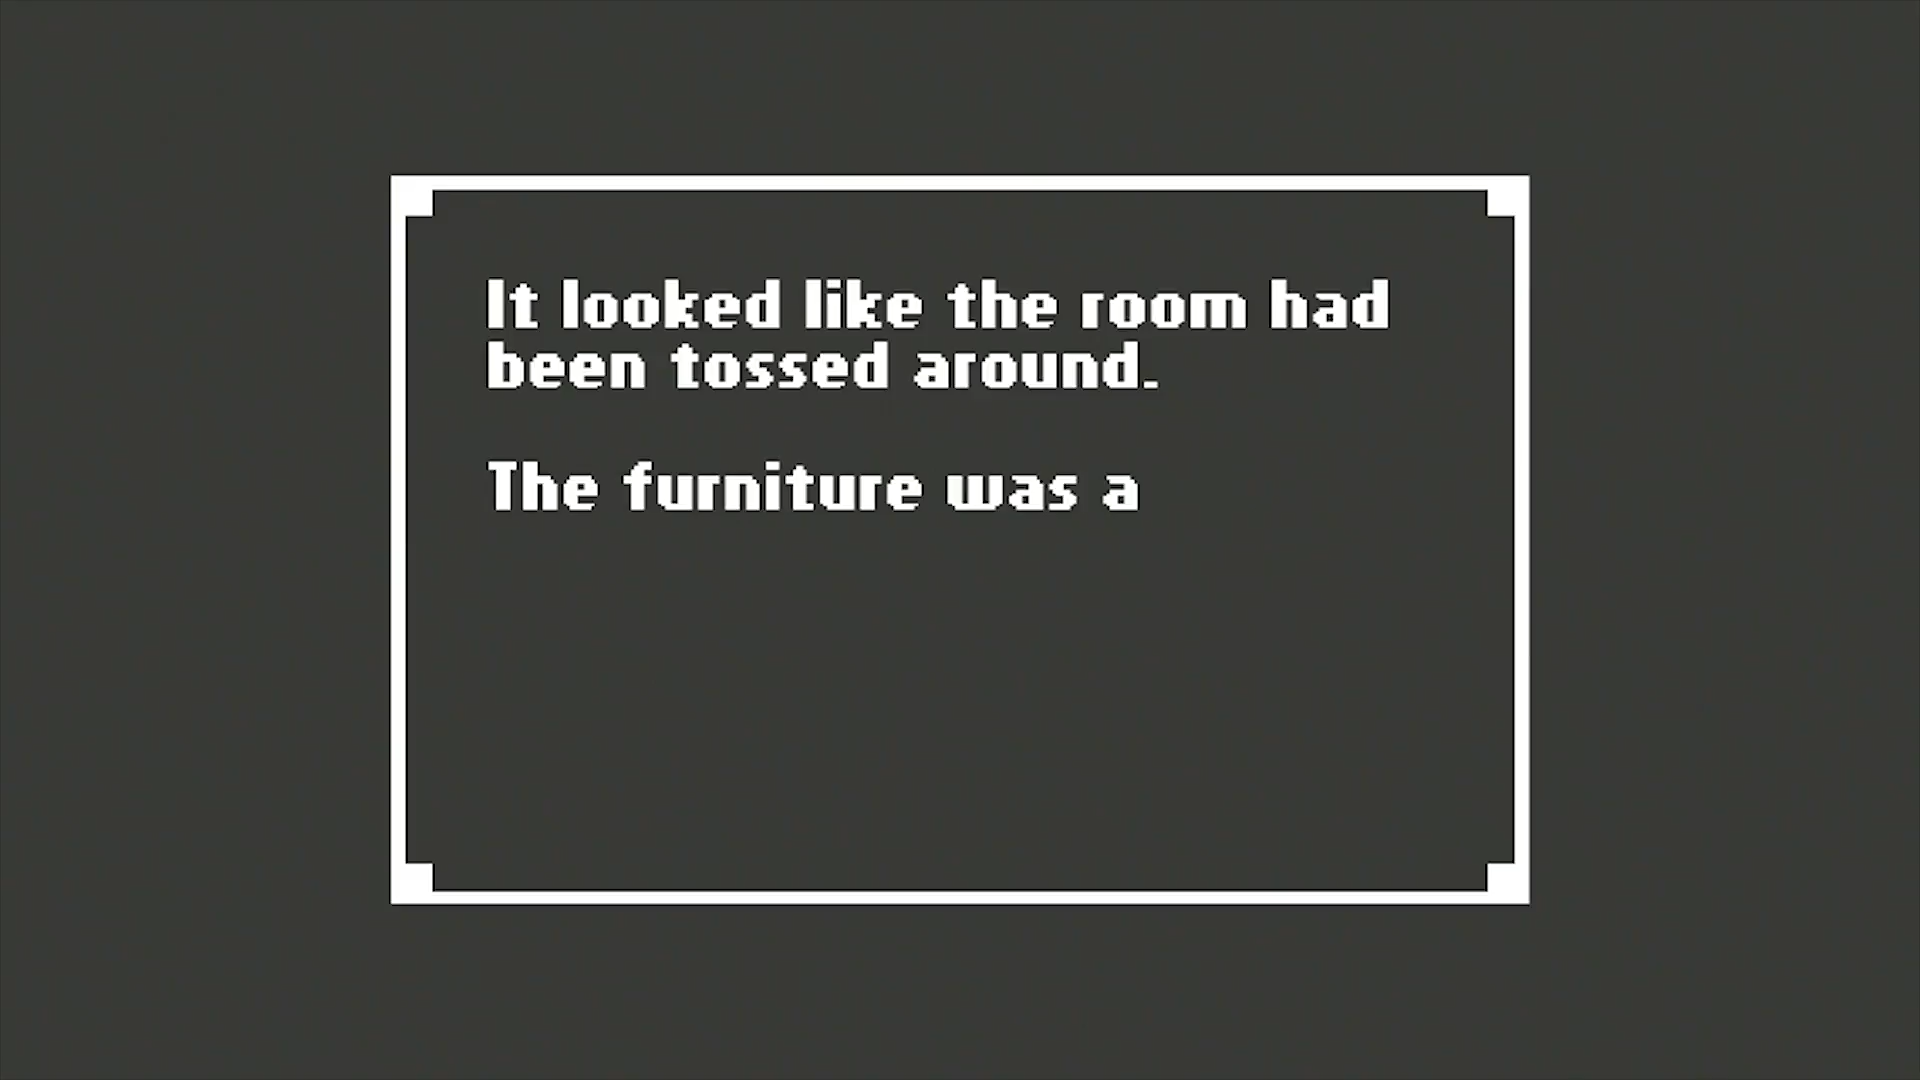 It looked like the room had
been tossed around.
The furniture was a